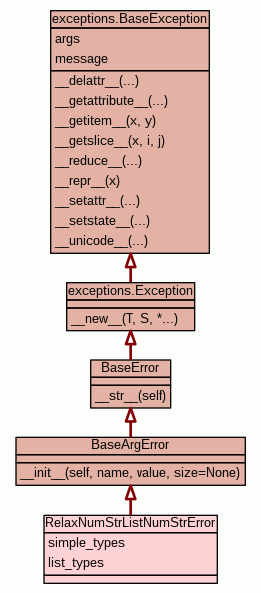 exceptions.BaseException
args
message
__delattr__(...)
__getattribute__(...)
__getitem__(x, y)
__getslice__(x, i, j)
__reduce__(...)
__repr__(x)
__setattr__(...)
__setstate__(...)
__unicode__(...)
exceptions.Exception
__new__(T, S, *...)
BaseError
__str__(self)
BaseArgError
__init__(self, name, value, size=None)
RelaxNumStrListNumStrError
simple_types
list_types